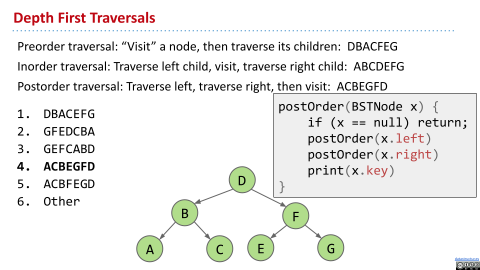 Depth First Traversals
Preorder traversal: “Visit” a node, then traverse its children: DBACFEG
Inorder traversal: Traverse left child, visit, traverse right child: ABCDEFG
Postorder traversal: Traverse left, traverse right, then visit: ACBEGFD
postOrder(BSTNode x) {
if (x == null) return;
postOrder(x.left)
postOrder(x.right)
print(x.key)
}
1. DBACEFG
2. GFEDCBA
3. GEFCABD
4. ACBEGFD
5. ACBFEGD
6. Other
D
B
F
A
C
E
G